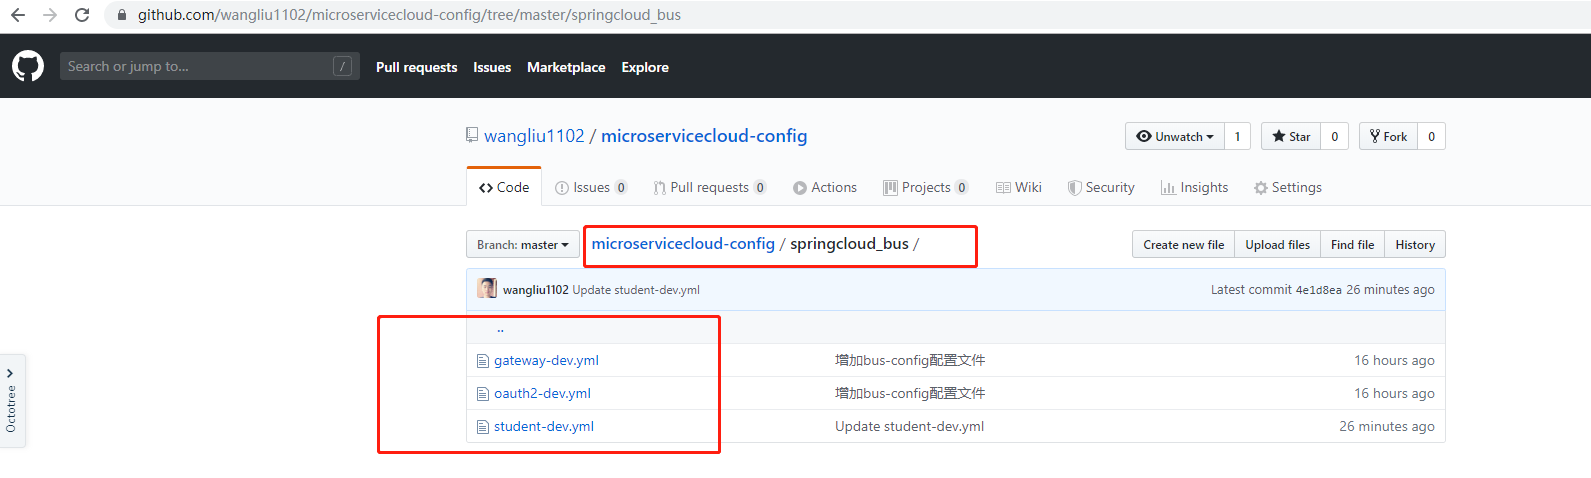 github.com/wangliu1102/microservicecloud-config/tree/master/springcloud_bus
Search or jump to... / Pull requests Issues Marketplace Explore
wangliu1102 / microservicecloud-config Unwatch 1 Star 0 Fork 0
Code Issues 0 Pull requests 0 Actions Projects 0 Wiki Security Insights Settings
Branch: master microservicecloud-config / springcloud_bus / Create new file Upload files Find file History
wangliu1102 Update student-dev.yml Latest commit 4e1d8ea 26 minutes ago
..
gateway-dev.yml 增加bus-config配置文件 16 hours ago
oauth2-dev.yml 增加bus-config配置文件 16 hours ago
student-dev.yml Update student-dev.yml 26 minutes ago
Octotree